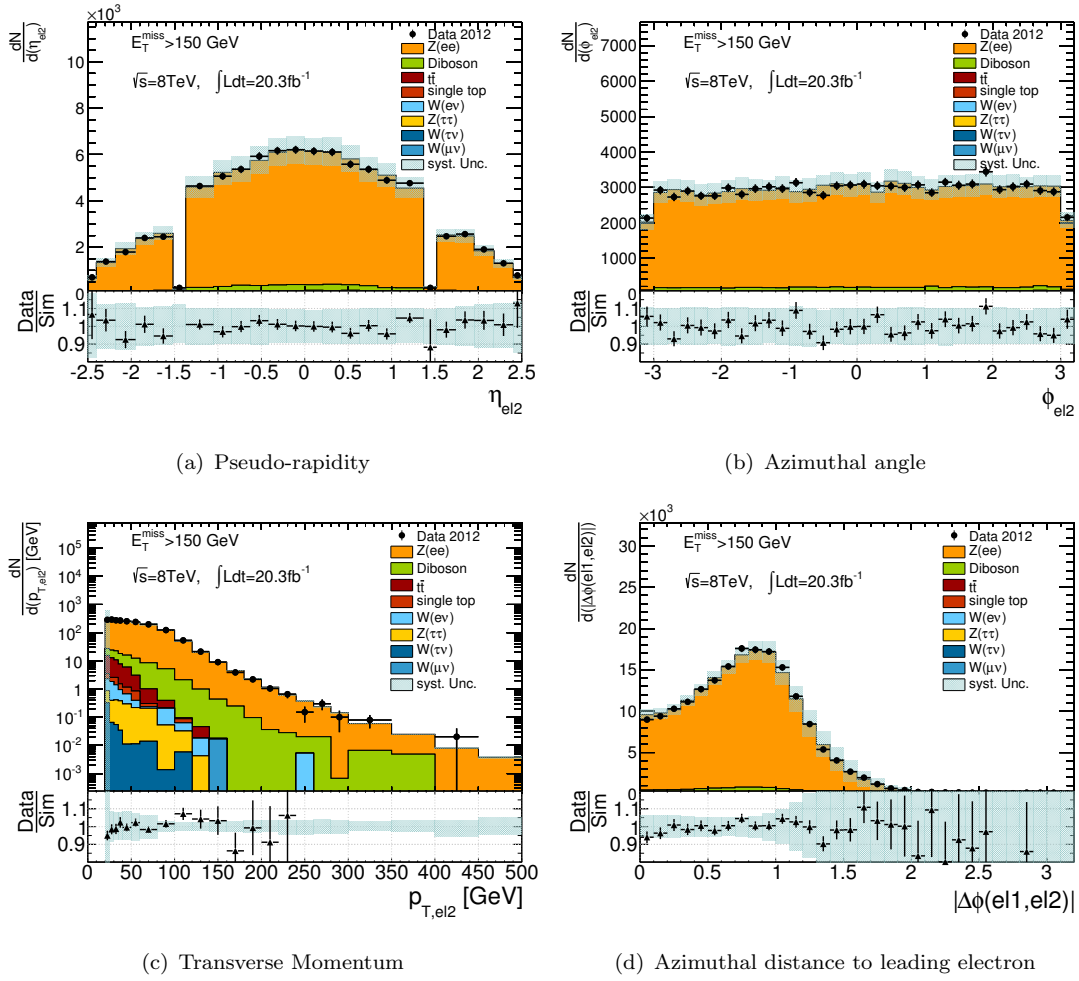 ×10³
dN
d(η_el2)
E_T^miss>150 GeV
√s=8TeV, ∫Ldt=20.3fb⁻¹
Data 2012
Z(ee)
Diboson
tt̄
single top
W(eν)
Z(ττ)
W(τν)
W(μν)
syst. Unc.
10
8
6
4
2
0
Data
Sim
1.1
1
0.9
-2.5 -2 -1.5 -1 -0.5 0 0.5 1 1.5 2 2.5
η_el2
(a) Pseudo-rapidity
dN
d(ϕ_el2)
E_T^miss>150 GeV
√s=8TeV, ∫Ldt=20.3fb⁻¹
Data 2012
Z(ee)
Diboson
tt̄
single top
W(eν)
Z(ττ)
W(τν)
W(μν)
syst. Unc.
7000
6000
5000
4000
3000
2000
1000
0
Data
Sim
1.1
1
0.9
-3 -2 -1 0 1 2 3
ϕ_el2
(b) Azimuthal angle
dN
d(p_T,el2) [GeV]
E_T^miss>150 GeV
√s=8TeV, ∫Ldt=20.3fb⁻¹
Data 2012
Z(ee)
Diboson
tt̄
single top
W(eν)
Z(ττ)
W(τν)
W(μν)
syst. Unc.
10⁵
10⁴
10³
10²
10
1
10⁻¹
10⁻²
10⁻³
Data
Sim
1.1
1
0.9
0 50 100 150 200 250 300 350 400 450 500
p_T,el2 [GeV]
(c) Transverse Momentum
×10³
dN
d(|Δϕ(el1,el2)|)
E_T^miss>150 GeV
√s=8TeV, ∫Ldt=20.3fb⁻¹
Data 2012
Z(ee)
Diboson
tt̄
single top
W(eν)
Z(ττ)
W(τν)
W(μν)
syst. Unc.
30
25
20
15
10
5
0
Data
Sim
1.1
1
0.9
0 0.5 1 1.5 2 2.5 3
|Δϕ(el1,el2)|
(d) Azimuthal distance to leading electron